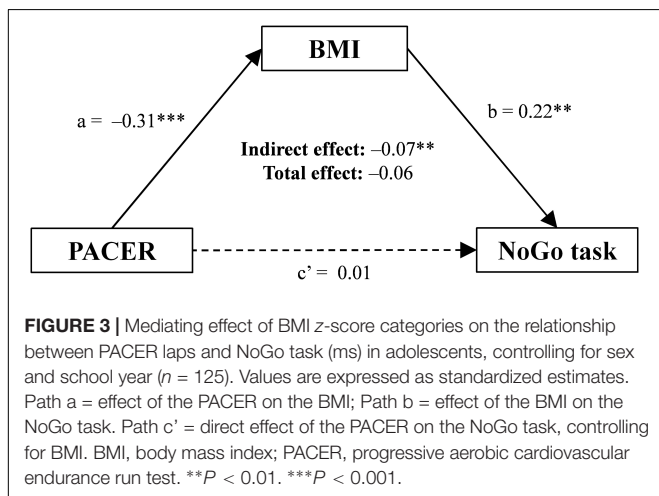 BMI
a = –0.31***
b = 0.22**
Indirect effect: –0.07**
Total effect: –0.06
PACER
NoGo task
c’ = 0.01
FIGURE 3 | Mediating effect of BMI z-score categories on the relationship
between PACER laps and NoGo task (ms) in adolescents, controlling for sex
and school year (n = 125). Values are expressed as standardized estimates.
Path a = effect of the PACER on the BMI; Path b = effect of the BMI on the
NoGo task. Path c’ = direct effect of the PACER on the NoGo task, controlling
for BMI. BMI, body mass index; PACER, progressive aerobic cardiovascular
endurance run test. **P < 0.01. ***P < 0.001.